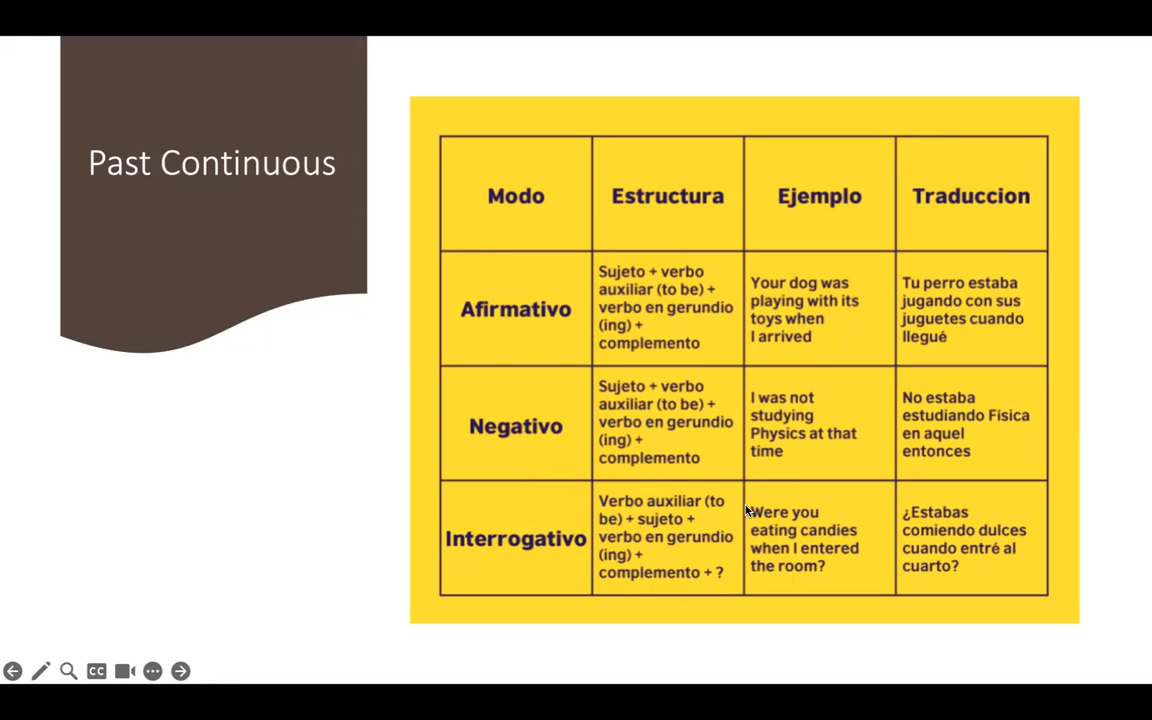 Past Continuous
Modo
Estructura
Ejemplo
Traduccion
Afirmativo
Sujeto + verbo
auxiliar (to be) +
verbo en gerundio
(ing) +
complemento
Your dog was
playing with its
toys when
I arrived
Tu perro estaba
jugando con sus
juguetes cuando
llegué
Negativo
Sujeto + verbo
auxiliar (to be) +
verbo en gerundio
(ing) +
complemento
I was not
studying
Physics at that
time
No estaba
estudiando Física
en aquel
entonces
Interrogativo
Verbo auxiliar (to
be) + sujeto +
verbo en gerundio
(ing) +
complemento + ?
Were you
eating candies
when I entered
the room?
¿Estabas
comiendo dulces
cuando entré al
cuarto?
CC